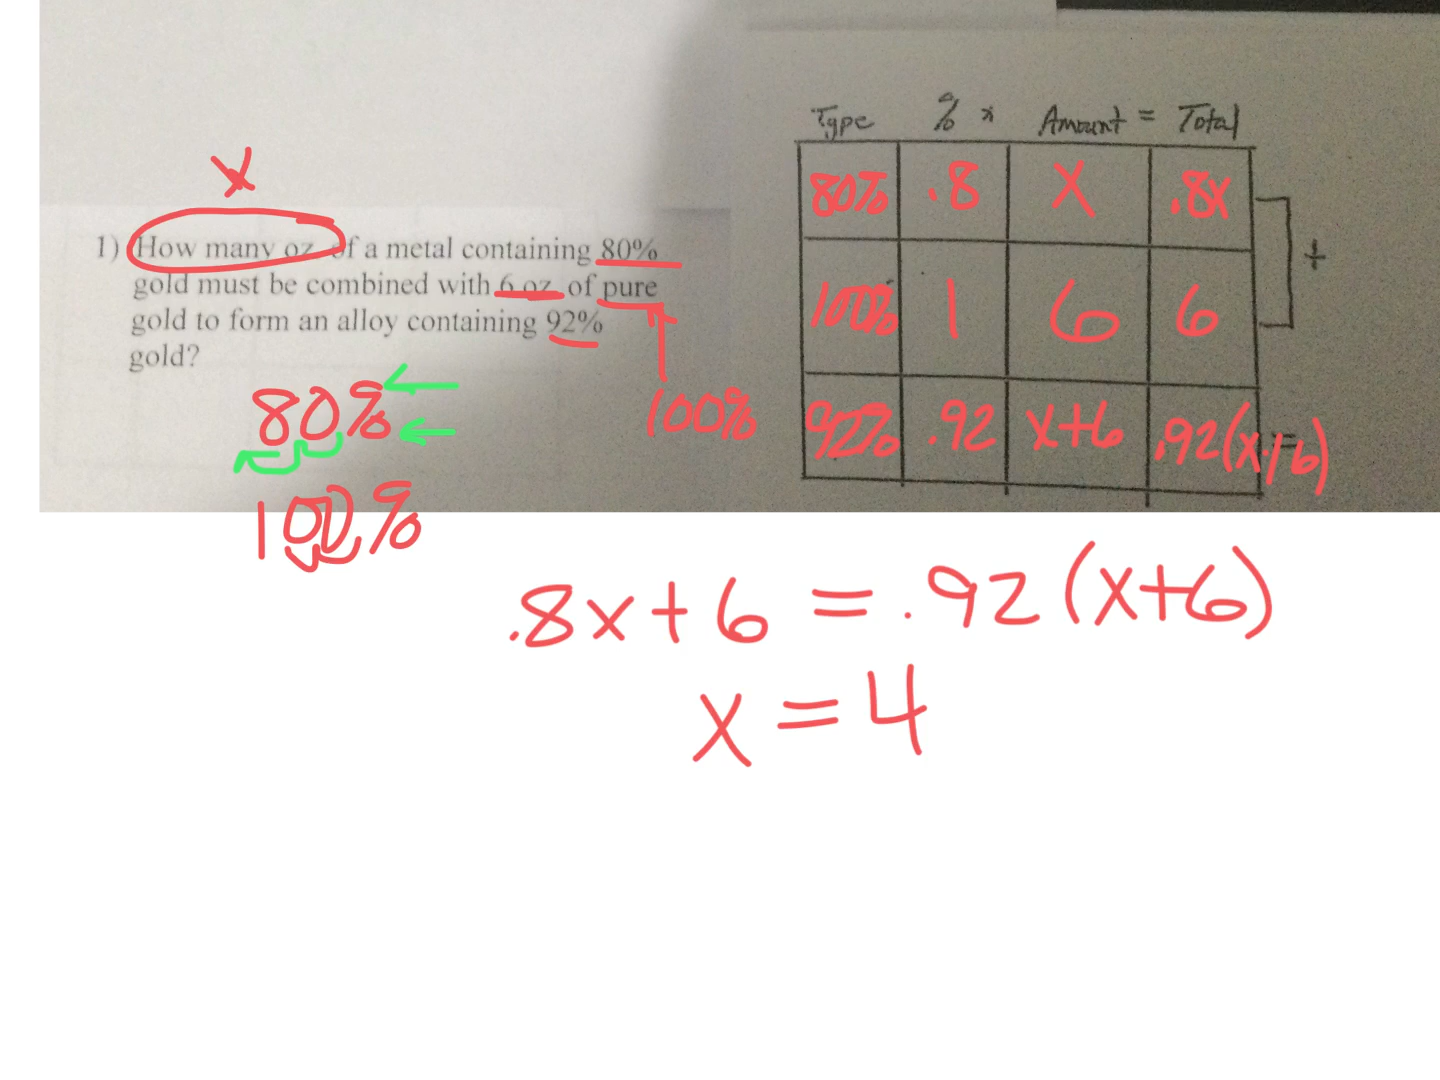 x
1) How many oz. of a metal containing 80%
gold must be combined with 6 oz. of pure
gold to form an alloy containing 92%
gold?
80%
100%
100%
Type % x Amount = Total
80% .8 x .8x
100% 1 6 6
92% .92 x+6 .92(x+6)
+
=
.8x+6 = .92(x+6)
x=4